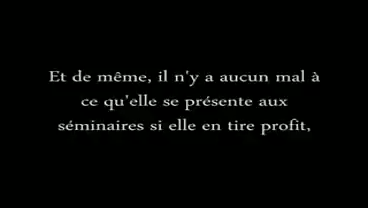 Et de même, il n'y a aucun mal à
ce qu'elle se présente aux
séminaires si elle en tire profit,